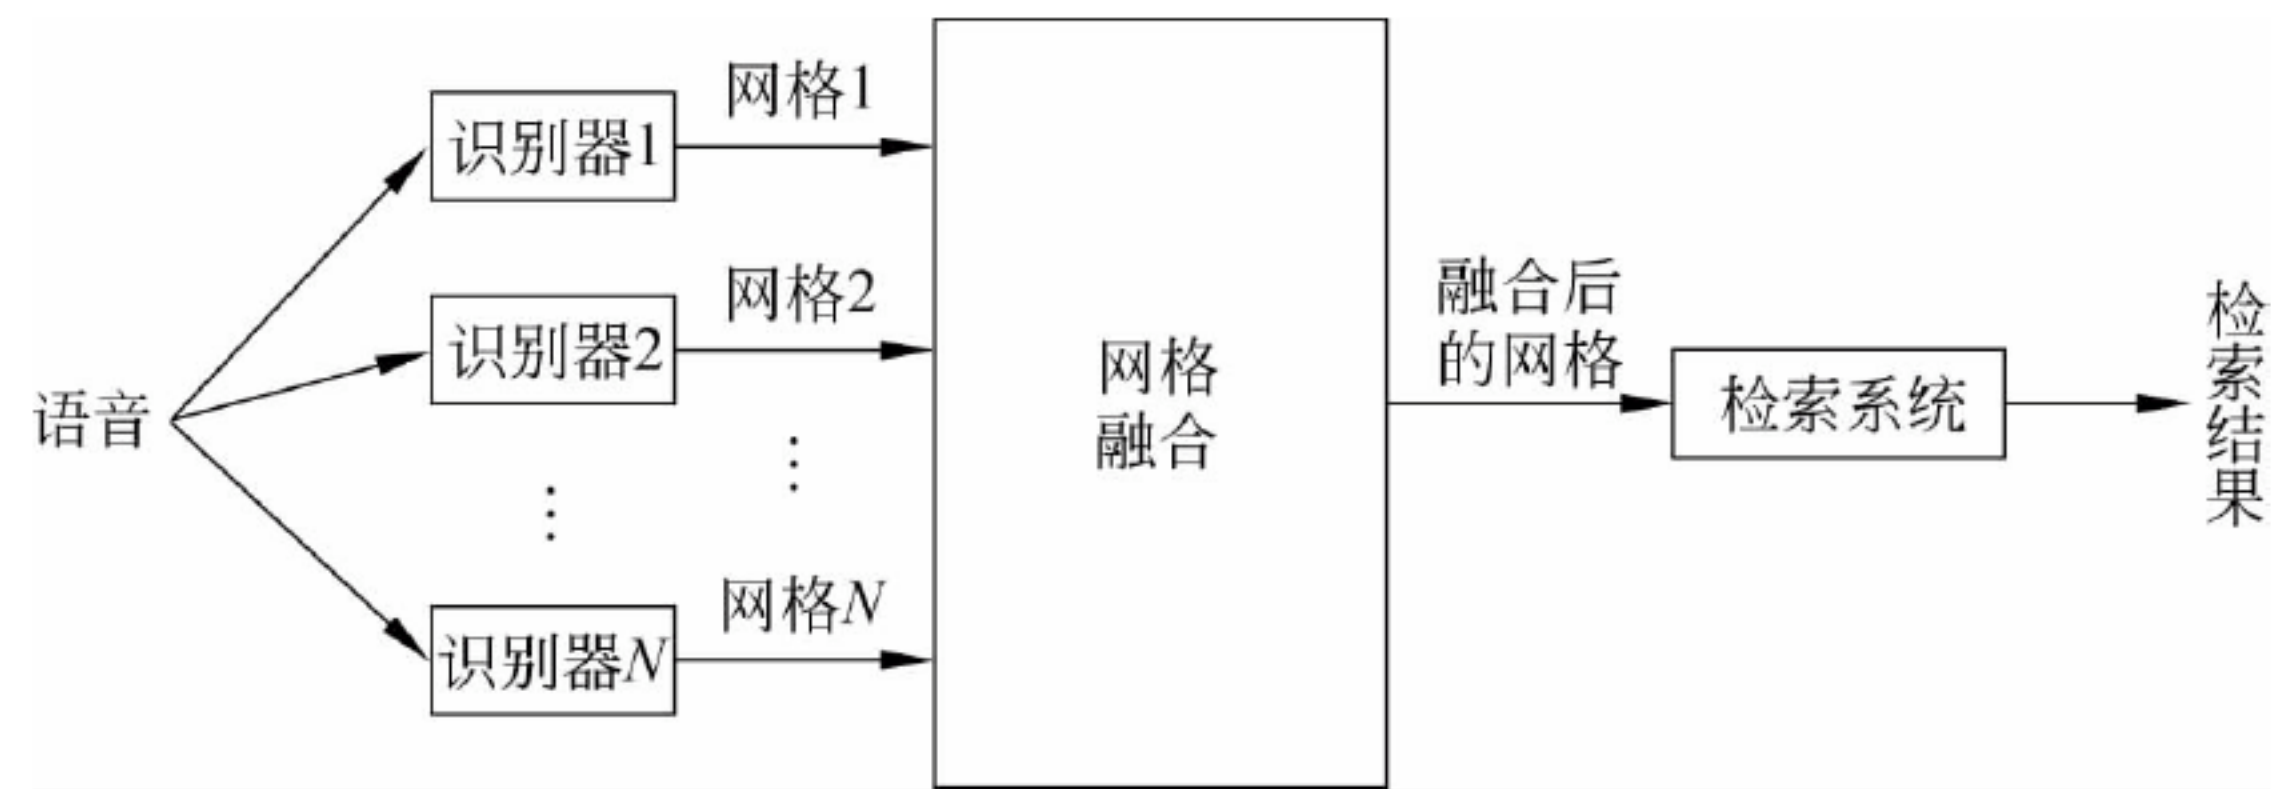 语音
识别器1
网格1
识别器2
网格2
识别器N
网格N
网格
融合
融合后
的网格
检索系统
检索结果